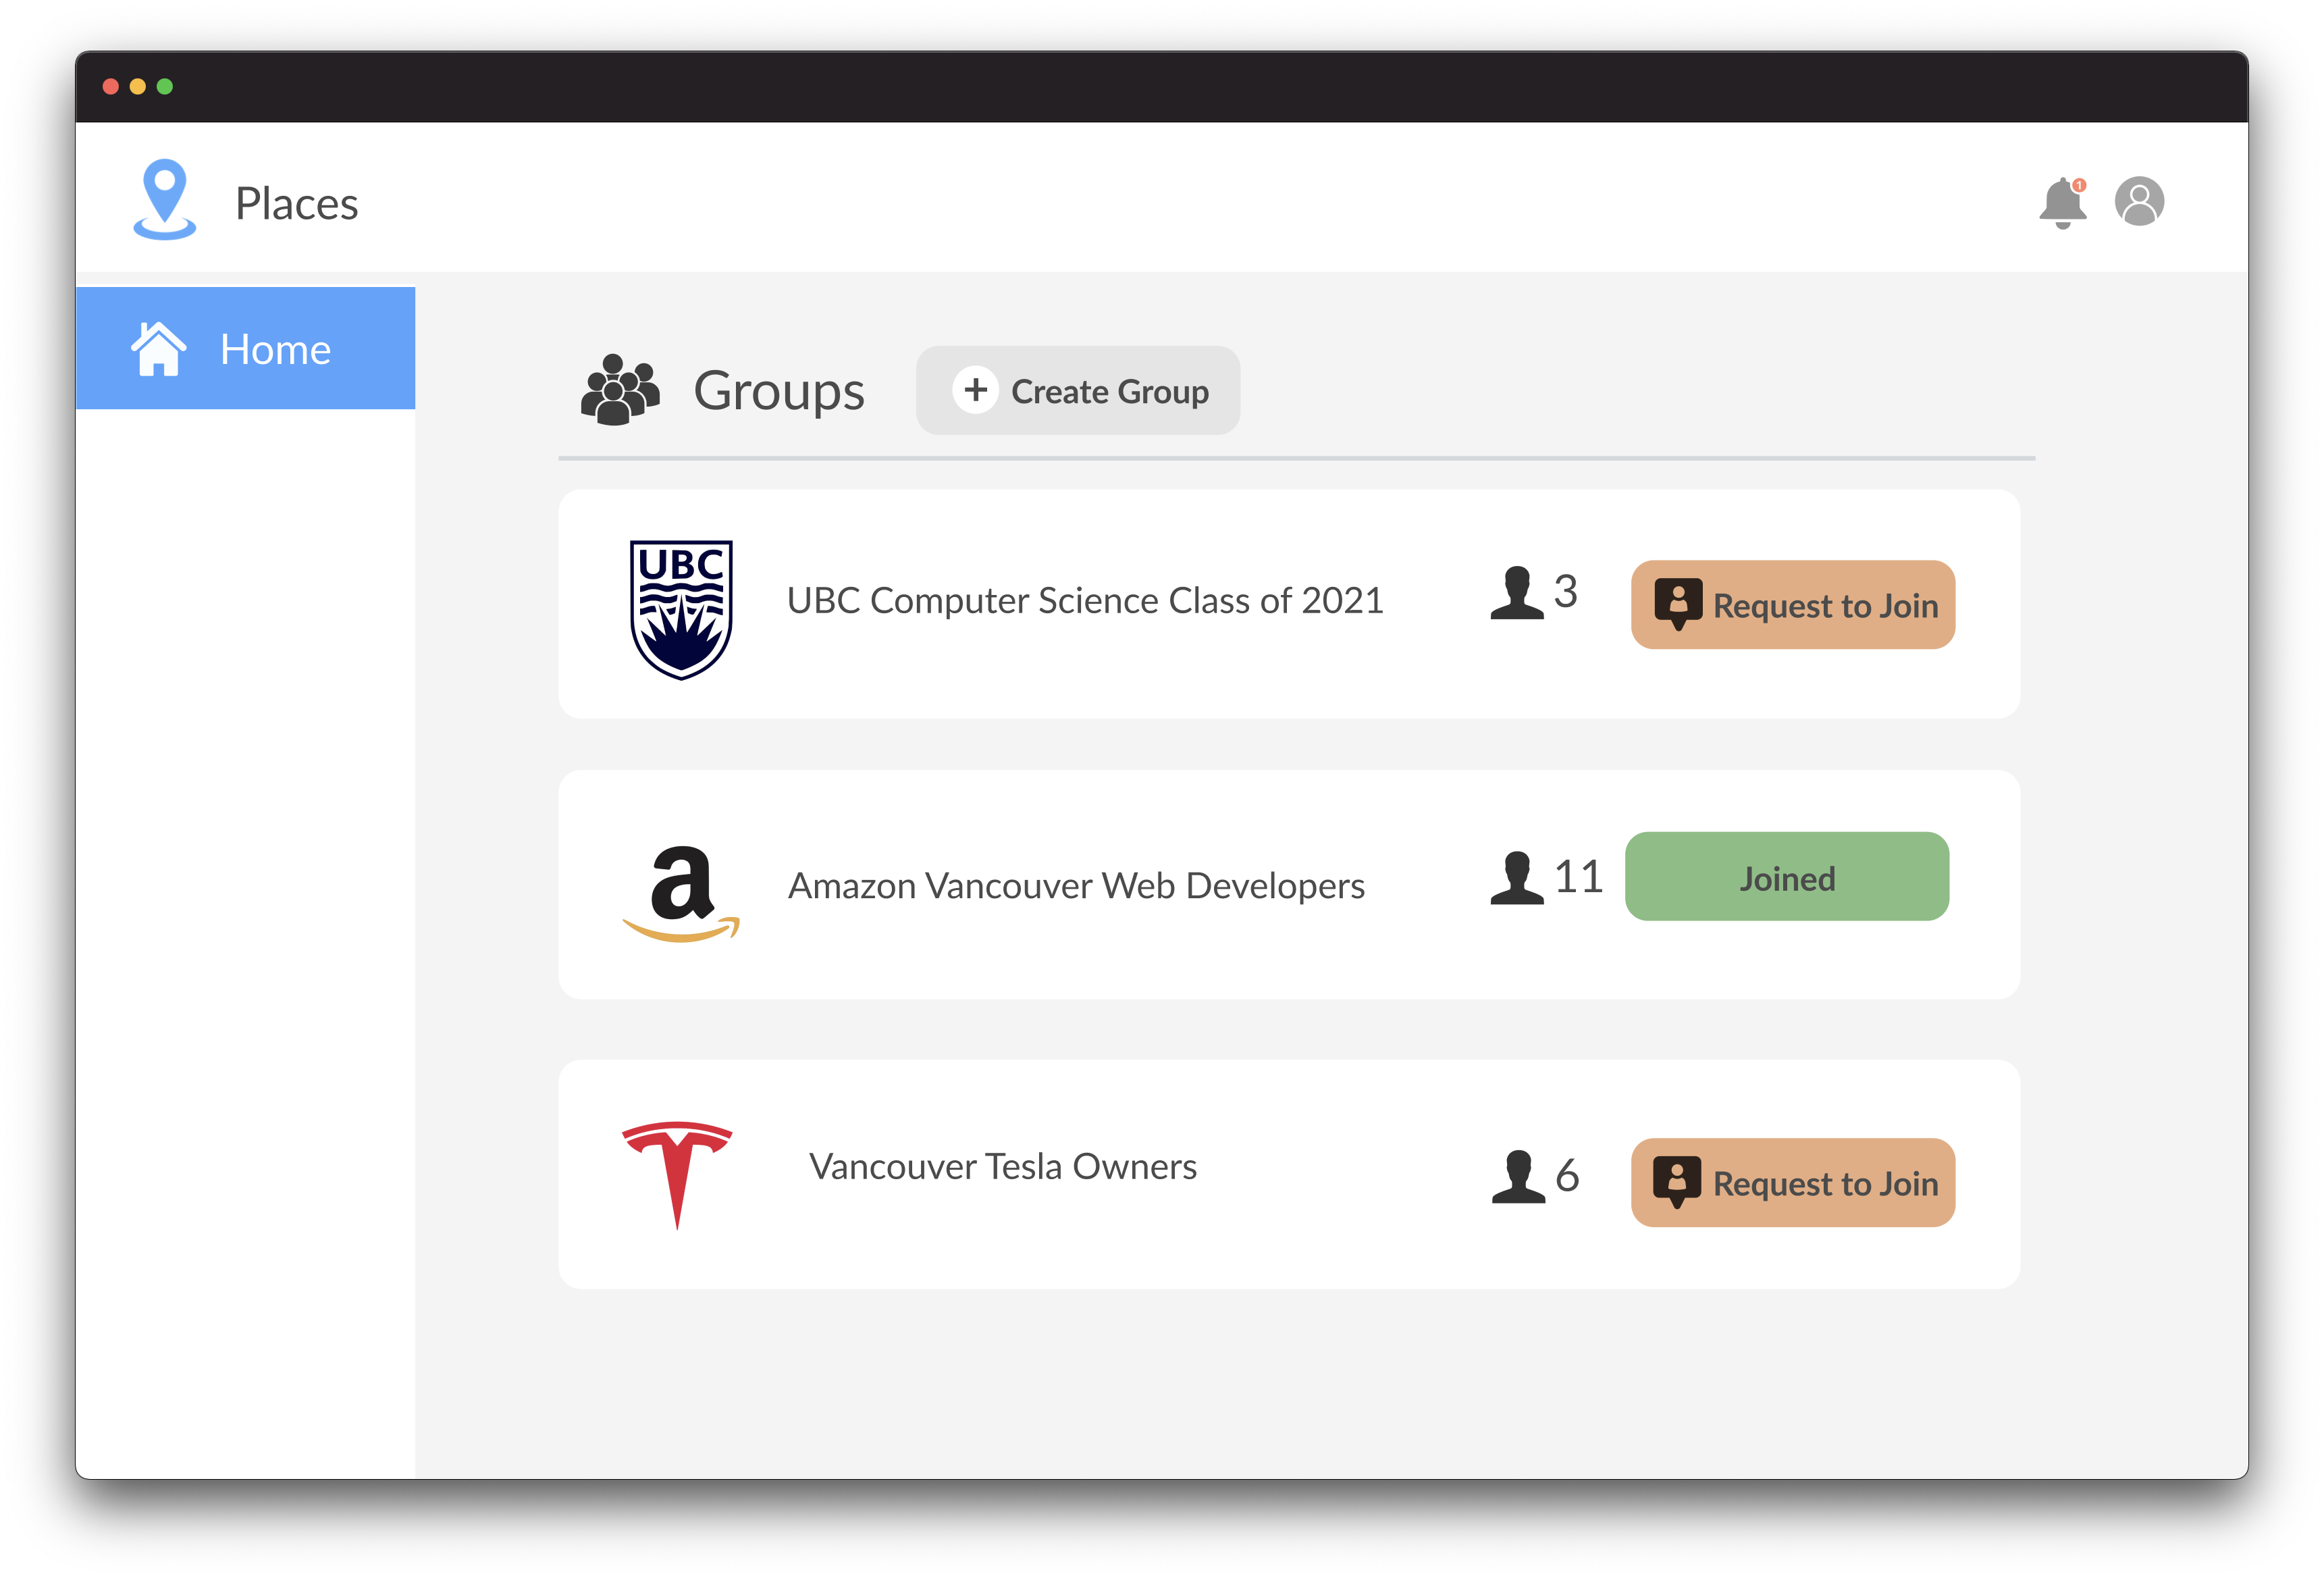 Places
1
Home
Groups
Create Group
UBC
UBC Computer Science Class of 2021
3
Request to Join
a
Amazon Vancouver Web Developers
11
Joined
Vancouver Tesla Owners
6
Request to Join